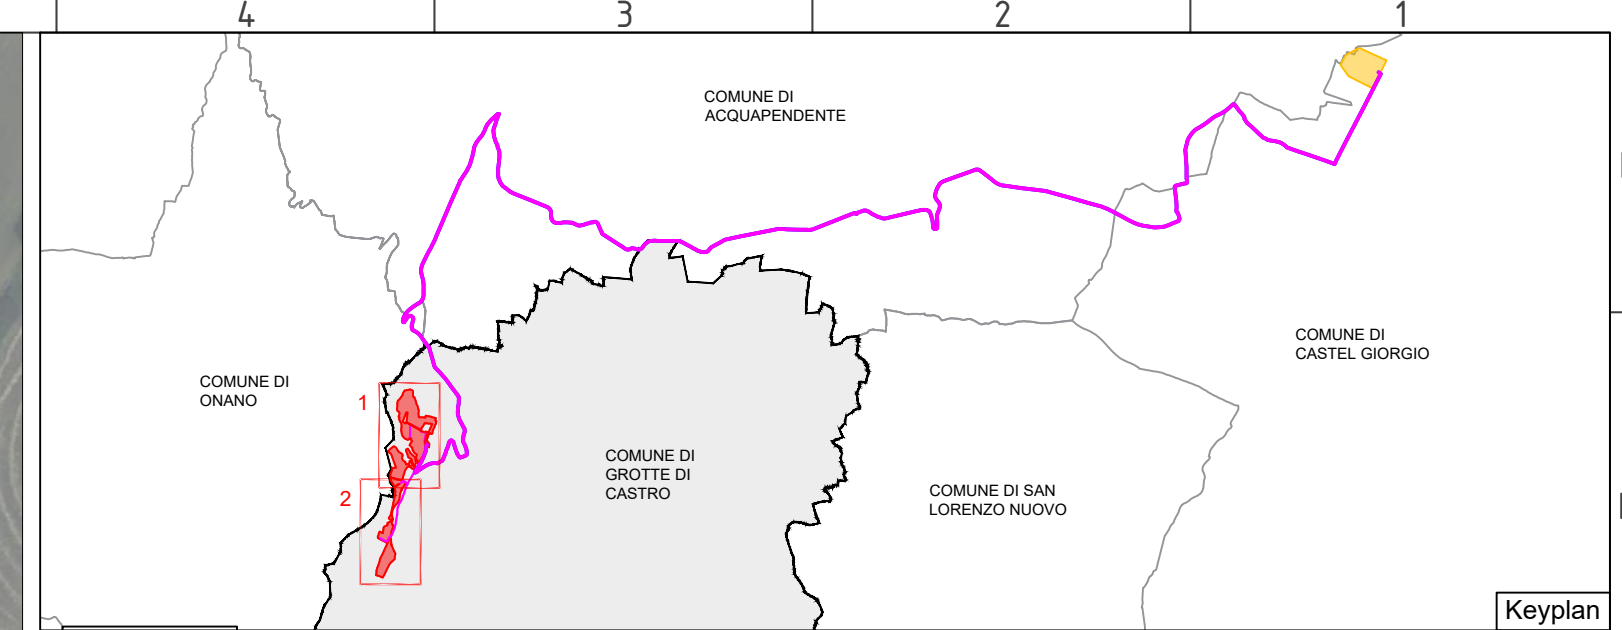 4 3 2 1
COMUNE DI
ACQUAPENDENTE
COMUNE DI
CASTEL GIORGIO
COMUNE DI
ONANO
1
COMUNE DI
GROTTE DI
CASTRO
2
COMUNE DI SAN
LORENZO NUOVO
Keyplan